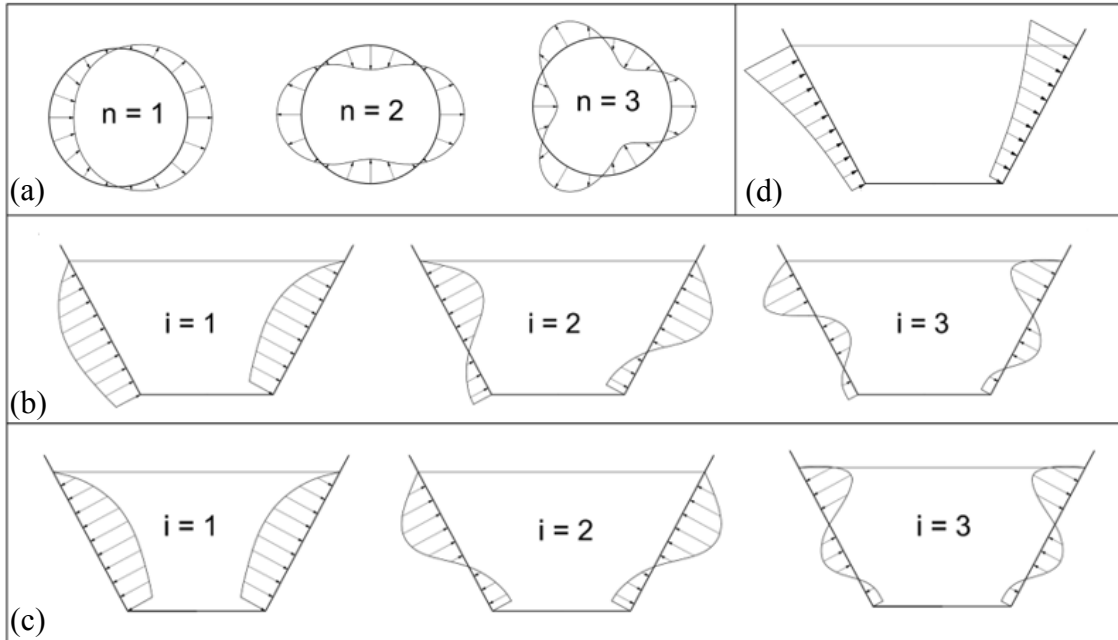 n = 1
n = 2
n = 3
(a)
(d)
i = 1
i = 2
i = 3
(b)
i = 1
i = 2
i = 3
(c)